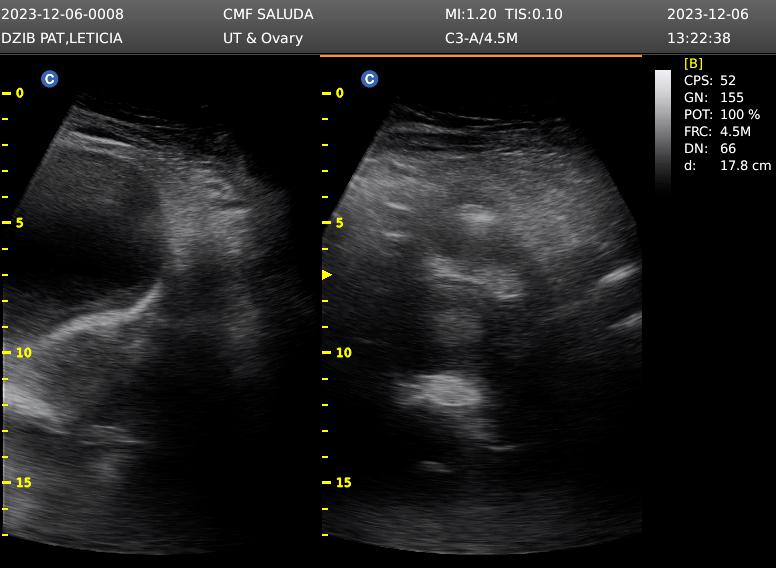 2023-12-06-0008 CMF SALUDA MI:1.20 TIS:0.10 2023-12-06
DZIB PAT,LETICIA UT & Ovary C3-A/4.5M 13:22:38
C C
0 0
5 5
10 10
15 15
[B]
CPS: 52
GN: 155
POT: 100 %
FRC: 4.5M
DN: 66
d: 17.8 cm